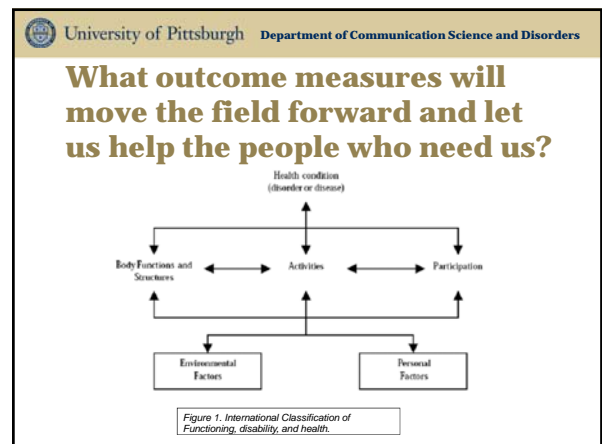 University of Pittsburgh Department of Communication Science and Disorders
What outcome measures will
move the field forward and let
us help the people who need us?
Health condition
(disorder or disease)
Body Functions and
Structures
Activities
Participation
Environmental
Factors
Personal
Factors
Figure 1. International Classification of
Functioning, disability, and health.